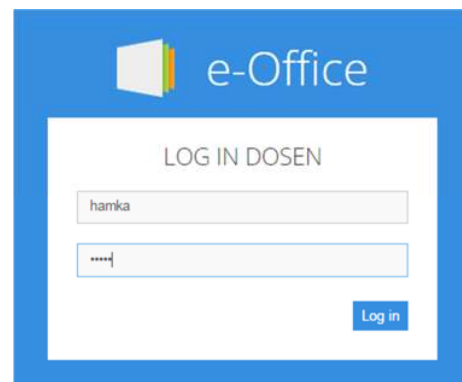 e-Office
LOG IN DOSEN
hamka
•••••
Log in